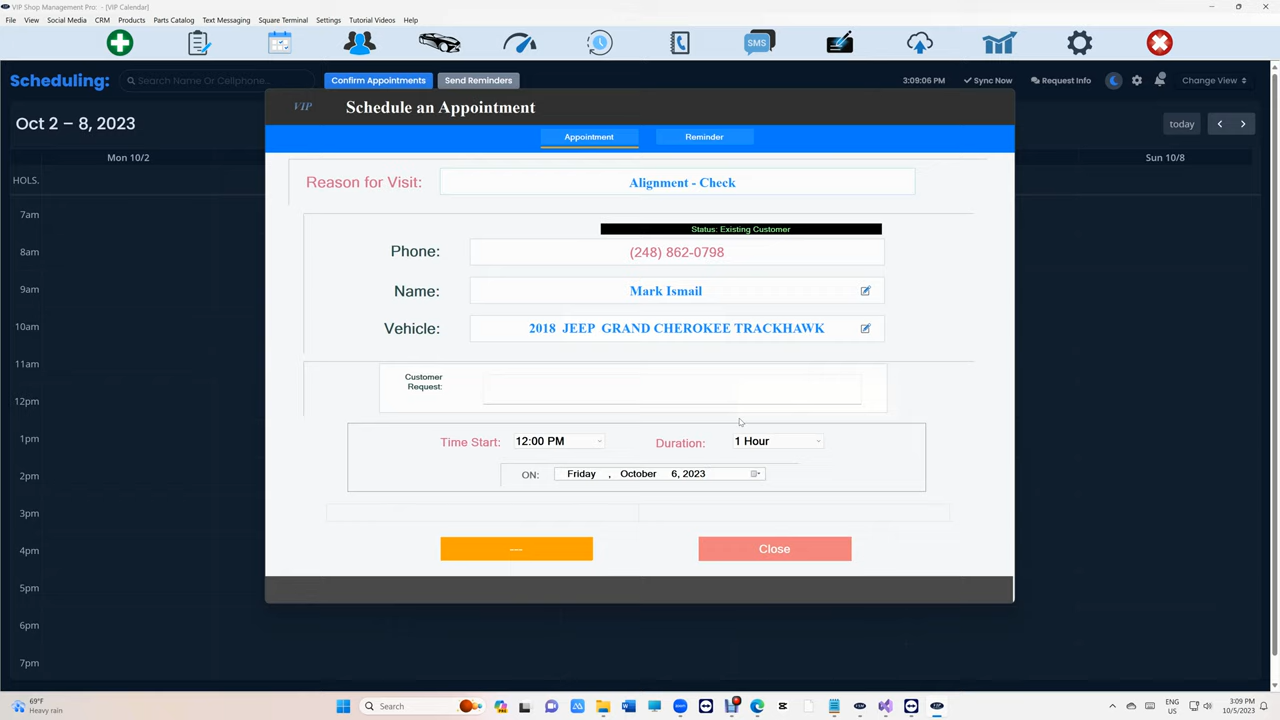 VIP Shop Management Pro: - [VIP Calendar]
File View Social Media CRM Products Parts Catalog Text Messaging Square Terminal Settings Tutorial Videos Help
SMS
Scheduling: Search Name Or Cellphone... Confirm Appointments Send Reminders 3:09:06 PM Sync Now Request Info Change View
VIP Schedule an Appointment
Oct 2 – 8, 2023 today
Appointment Reminder
Mon 10/2 Sun 10/8
HOLS.
Reason for Visit: Alignment - Check
7am
Status: Existing Customer
8am
Phone: (248) 862-0798
9am
Name: Mark Ismail
10am
Vehicle: 2018 JEEP GRAND CHEROKEE TRACKHAWK
11am
Customer
Request:
12pm
1pm
Time Start: 12:00 PM Duration: 1 Hour
2pm
ON: Friday , October 6, 2023
3pm
4pm
--- Close
5pm
6pm
7pm
69°F
Heavy rain
Search
ENG
US
3:09 PM
10/5/2023